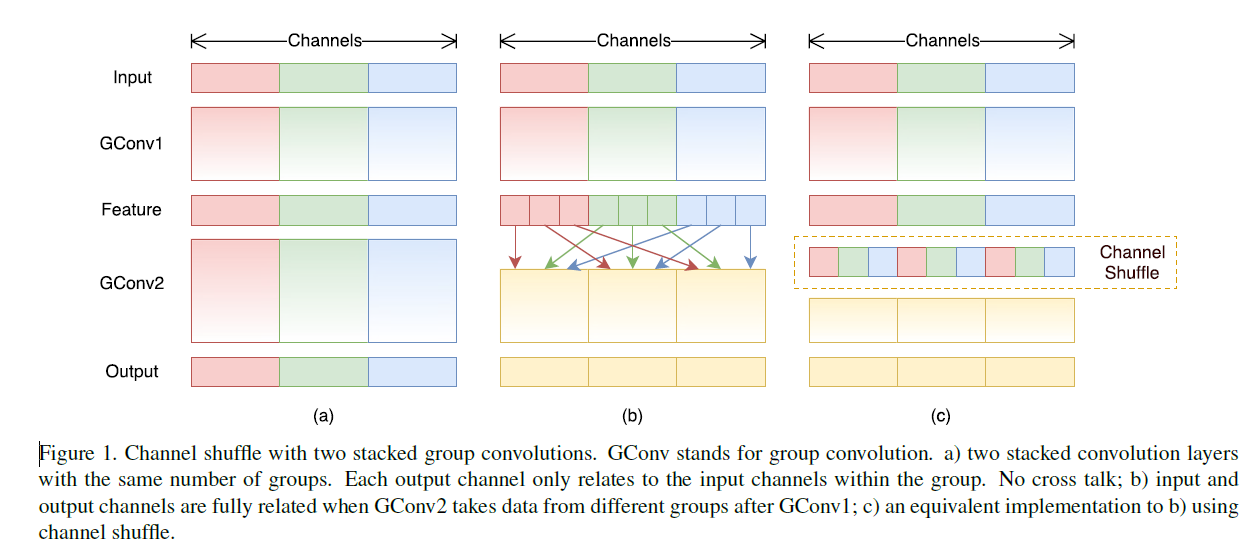 Channels Channels Channels
Input
GConv1
Feature
Channel
Shuffle
GConv2
Output
(a) (b) (c)
Figure 1. Channel shuffle with two stacked group convolutions. GConv stands for group convolution. a) two stacked convolution layers
with the same number of groups. Each output channel only relates to the input channels within the group. No cross talk; b) input and
output channels are fully related when GConv2 takes data from different groups after GConv1; c) an equivalent implementation to b) using
channel shuffle.